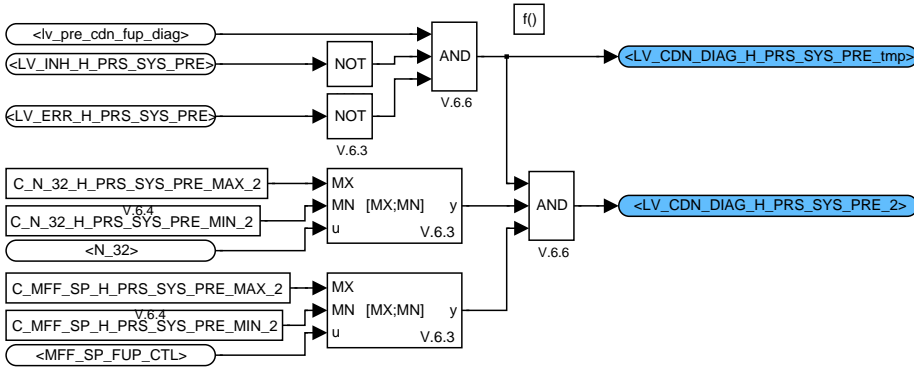 f()
<lv_pre_cdn_fup_diag>
<LV_INH_H_PRS_SYS_PRE>
NOT
AND
<LV_CDN_DIAG_H_PRS_SYS_PRE_tmp>
V.6.6
<LV_ERR_H_PRS_SYS_PRE>
NOT
V.6.3
C_N_32_H_PRS_SYS_PRE_MAX_2
V.6.4
C_N_32_H_PRS_SYS_PRE_MIN_2
<N_32>
MX
MN [MX;MN] y
u
V.6.3
AND
<LV_CDN_DIAG_H_PRS_SYS_PRE_2>
V.6.6
C_MFF_SP_H_PRS_SYS_PRE_MAX_2
V.6.4
C_MFF_SP_H_PRS_SYS_PRE_MIN_2
<MFF_SP_FUP_CTL>
MX
MN [MX;MN] y
u
V.6.3